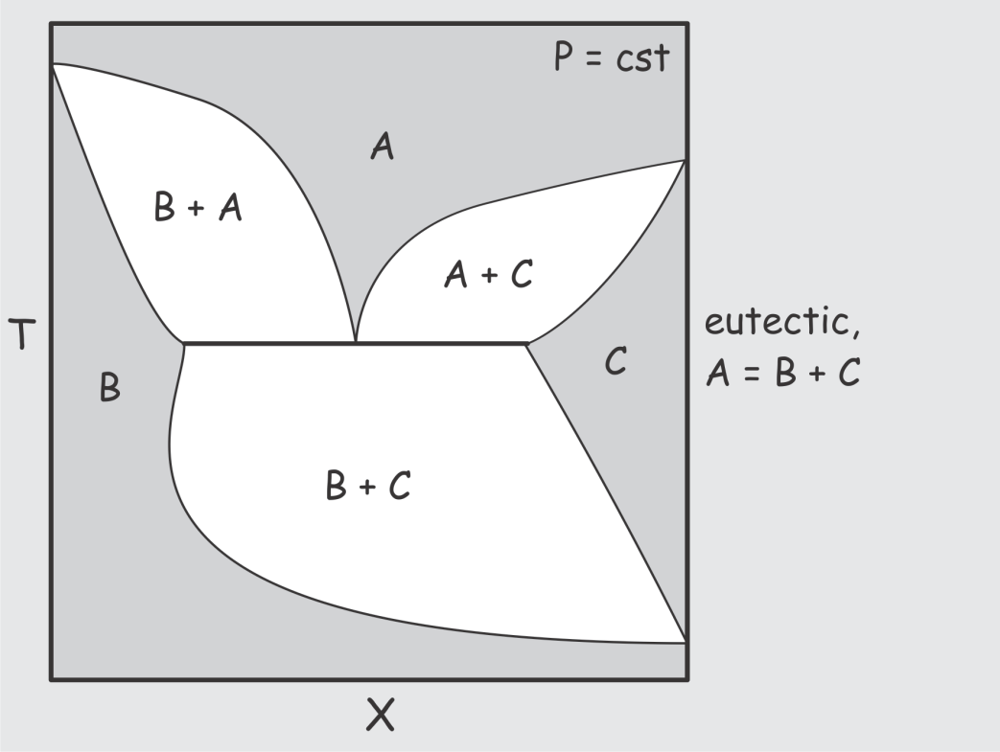 P = cst
A
B + A
A + C
T
eutectic,
A = B + C
B
C
B + C
X